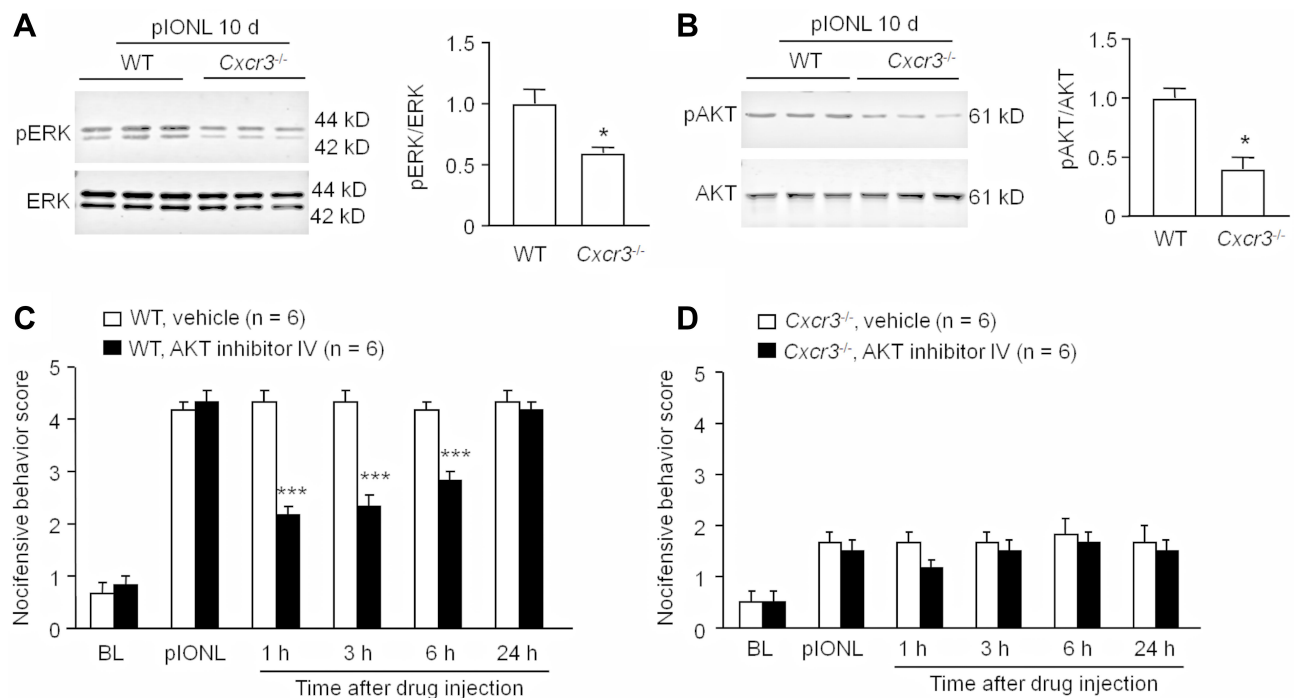 A
pIONL 10 d
WT Cxcr3-/-
pERK
44 kD
42 kD
ERK
44 kD
42 kD
pERK/ERK
1.5
1.0
0.5
0
*
WT Cxcr3-/-
B
pIONL 10 d
WT Cxcr3-/-
pAKT
61 kD
AKT
61 kD
pAKT/AKT
1.5
1.0
0.5
0
*
WT Cxcr3-/-
C
WT, vehicle (n = 6)
WT, AKT inhibitor IV (n = 6)
Nocifensive behavior score
5
4
3
2
1
0
*** *** ***
BL pIONL 1 h 3 h 6 h 24 h
Time after drug injection
D
Cxcr3-/-, vehicle (n = 6)
Cxcr3-/-, AKT inhibitor IV (n = 6)
Nocifensive behavior score
5
4
3
2
1
0
BL pIONL 1 h 3 h 6 h 24 h
Time after drug injection